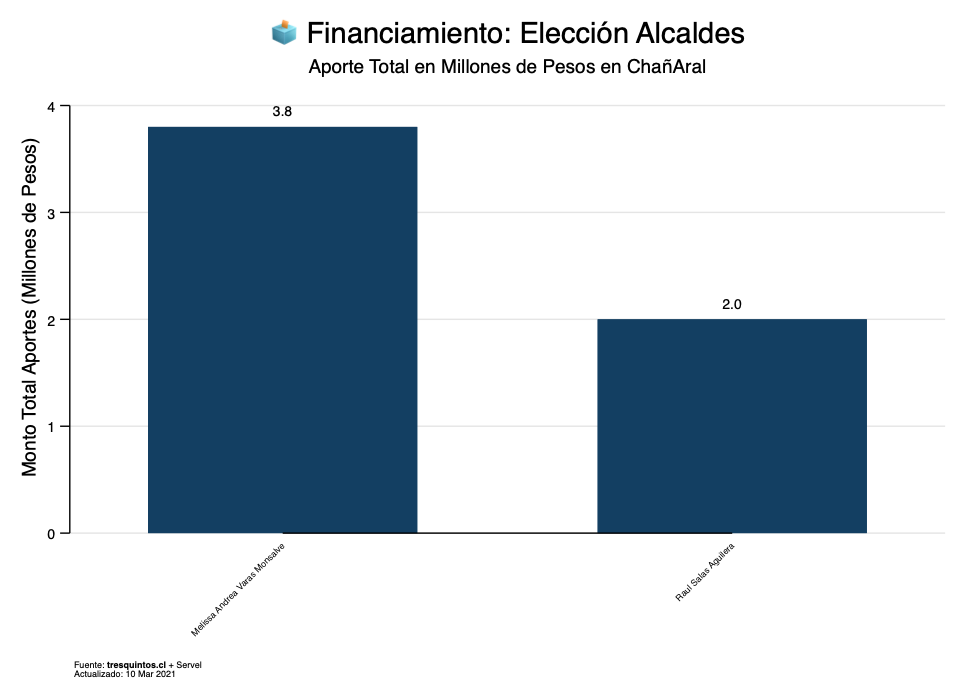 🗳️ Financiamiento: Elección Alcaldes
Aporte Total en Millones de Pesos en ChañAral
Monto Total Aportes (Millones de Pesos)
4
3
2
1
0
3.8
2.0
Melissa Andrea Varas Monsalve
Raul Salas Aguilera
Fuente: tresquintos.cl + Servel
Actualizado: 10 Mar 2021